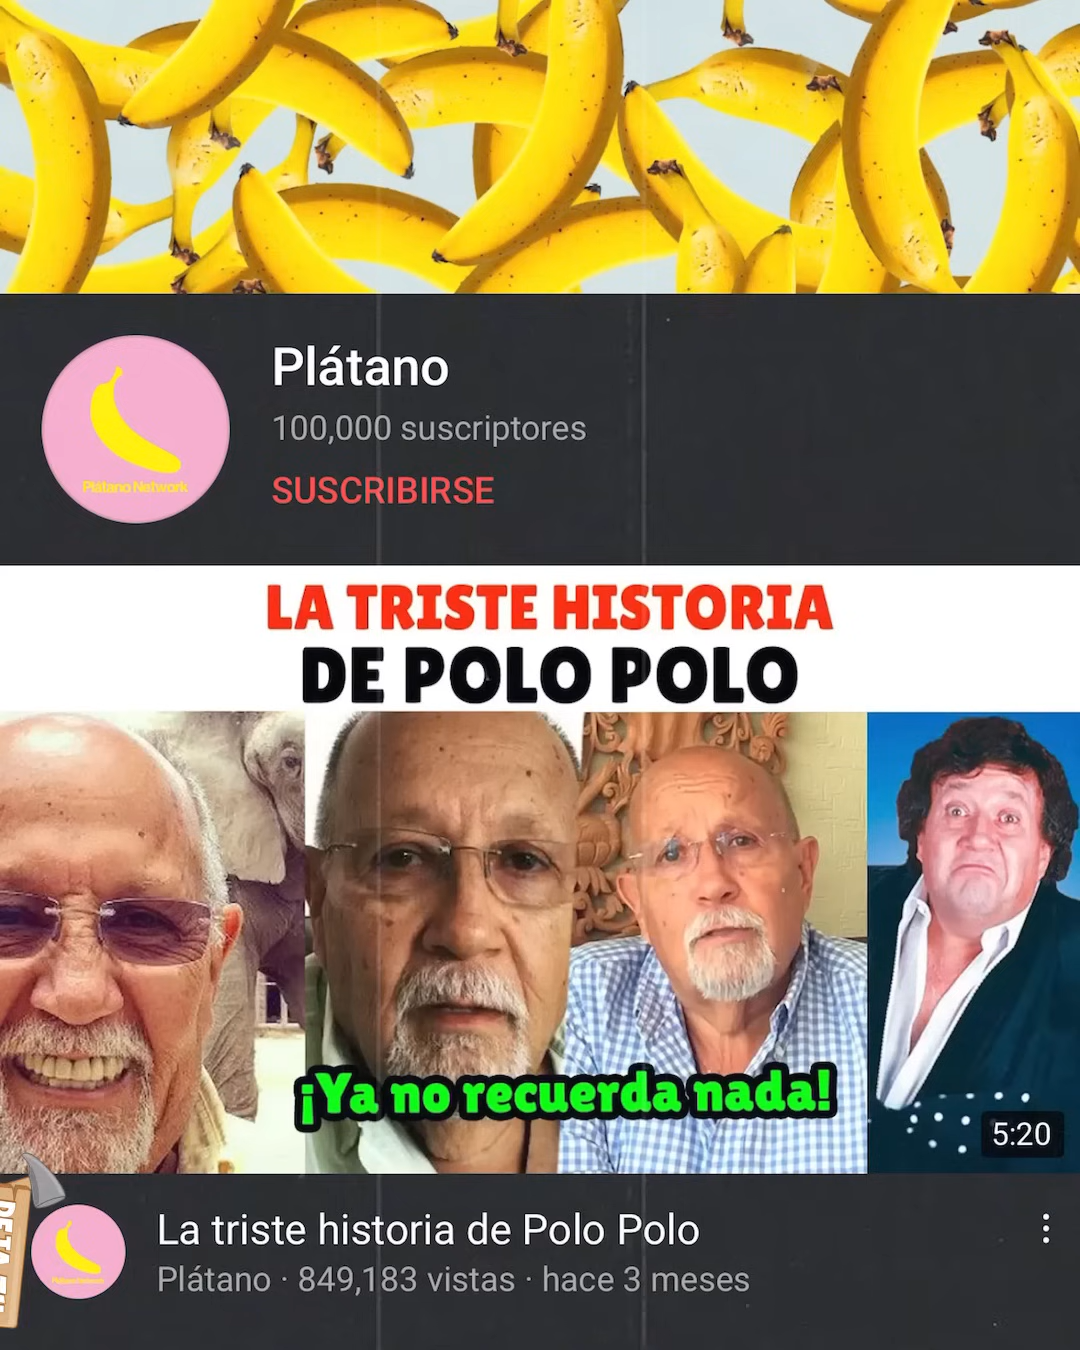 Plátano
100,000 suscriptores
SUSCRIBIRSE
Plátano Network
LA TRISTE HISTORIA
DE POLO POLO
¡Ya no recuerda nada!
5:20
La triste historia de Polo Polo
Plátano · 849,183 vistas · hace 3 meses